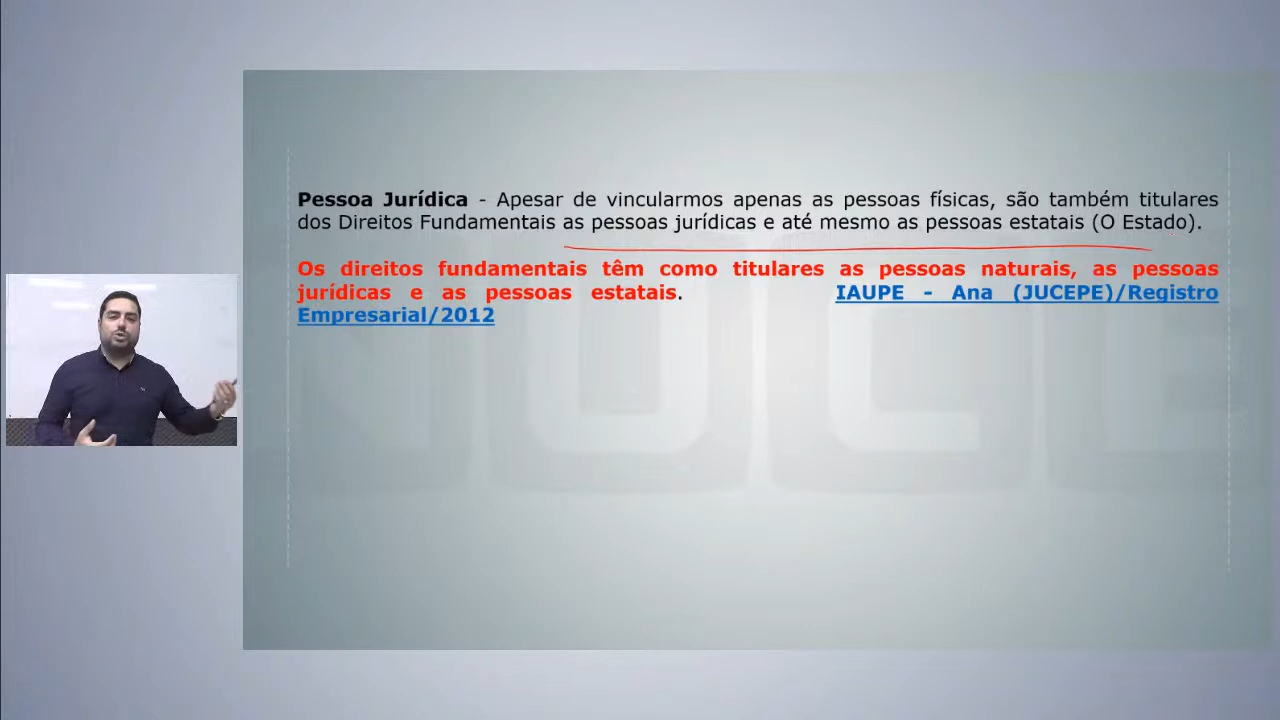 Pessoa Jurídica - Apesar de vincularmos apenas as pessoas físicas, são também titulares
dos Direitos Fundamentais as pessoas jurídicas e até mesmo as pessoas estatais (O Estado).
Os direitos fundamentais têm como titulares as pessoas naturais, as pessoas
jurídicas e as pessoas estatais. IAUPE - Ana (JUCEPE)/Registro
Empresarial/2012
NUCE